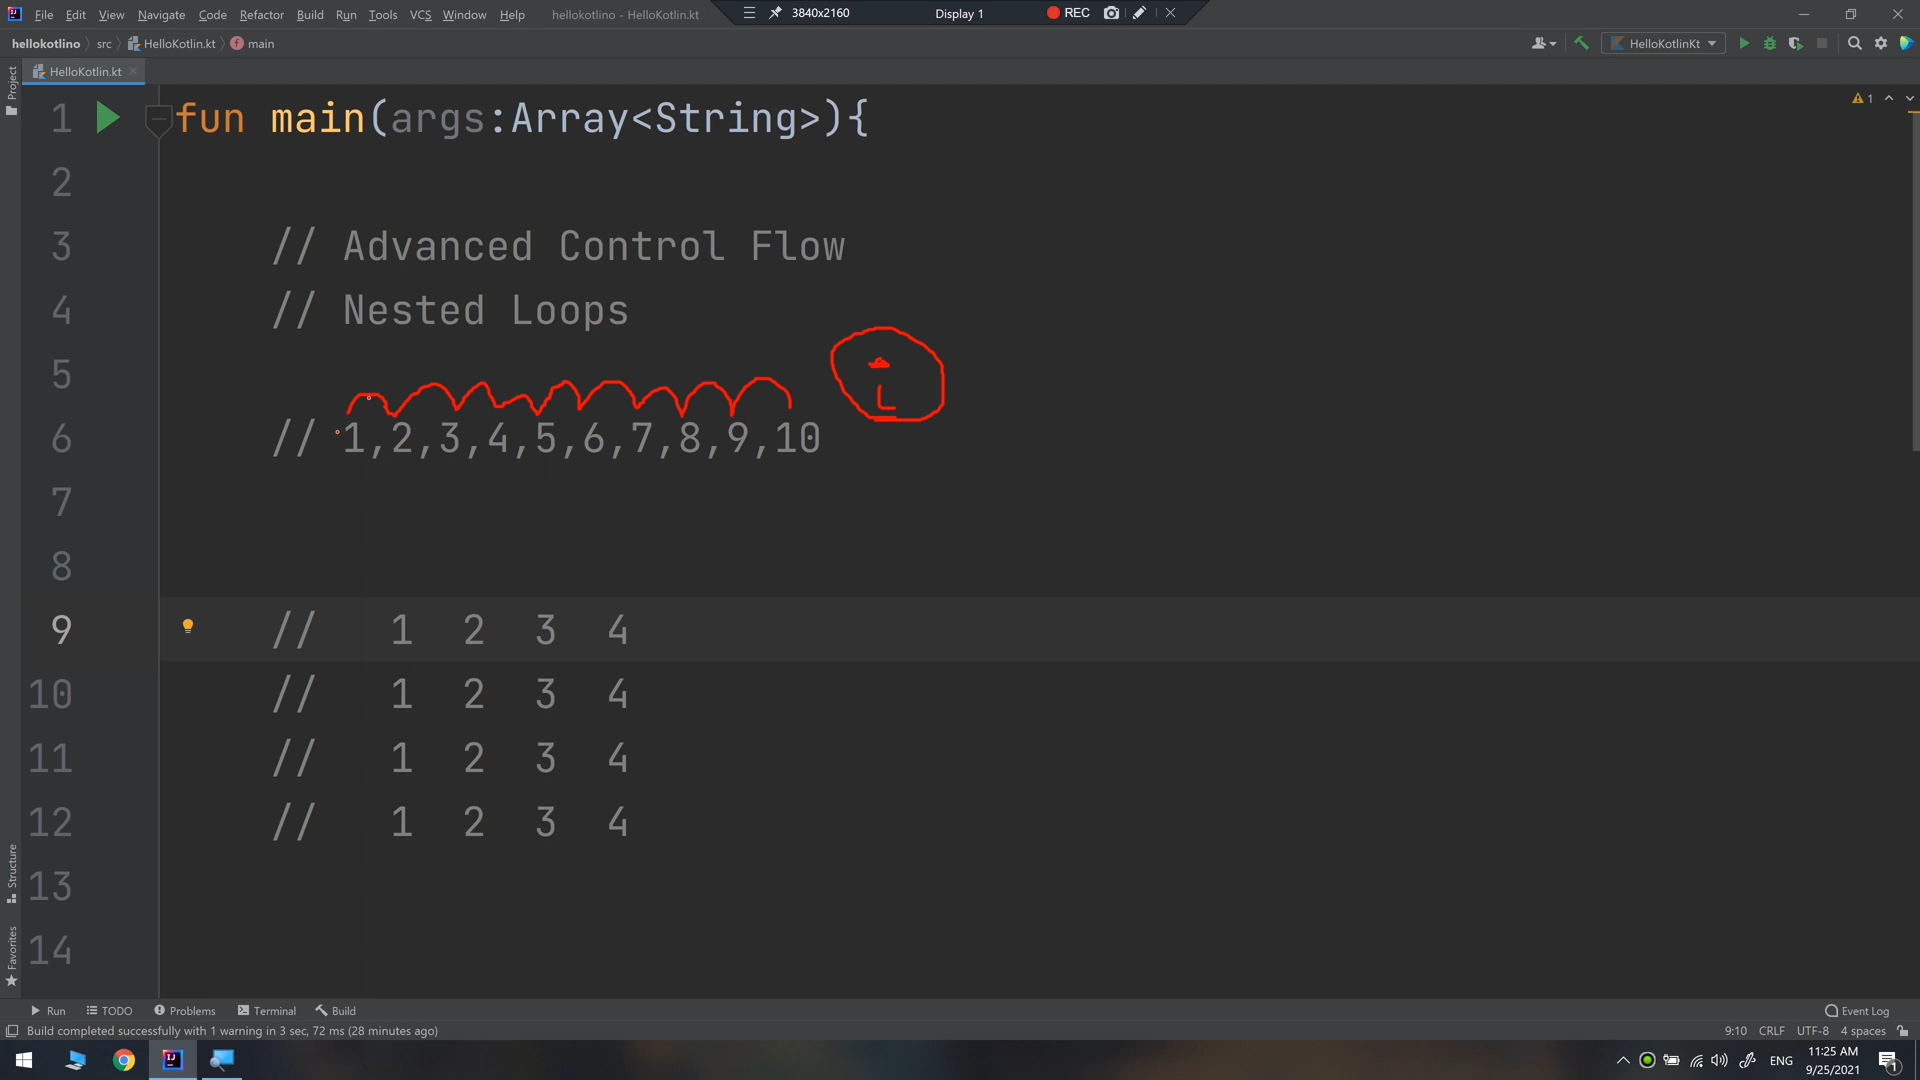 File Edit View Navigate Code Refactor Build Run Tools VCS Window Help hellokotlino - HelloKotlin.kt 3840x2160 Display 1 REC
hellokotlino src HelloKotlin.kt main HelloKotlinKt
HelloKotlin.kt
Project
1 fun main(args:Array<String>){ 1
2
3 // Advanced Control Flow
4 // Nested Loops
5 i
6 // 1,2,3,4,5,6,7,8,9,10
7
8
9 // 1 2 3 4
10 // 1 2 3 4
11 // 1 2 3 4
12 // 1 2 3 4
13
14
Structure
Favorites
Run TODO Problems Terminal Build Event Log
Build completed successfully with 1 warning in 3 sec, 72 ms (28 minutes ago) 9:10 CRLF UTF-8 4 spaces
ENG 11:25 AM
9/25/2021 1